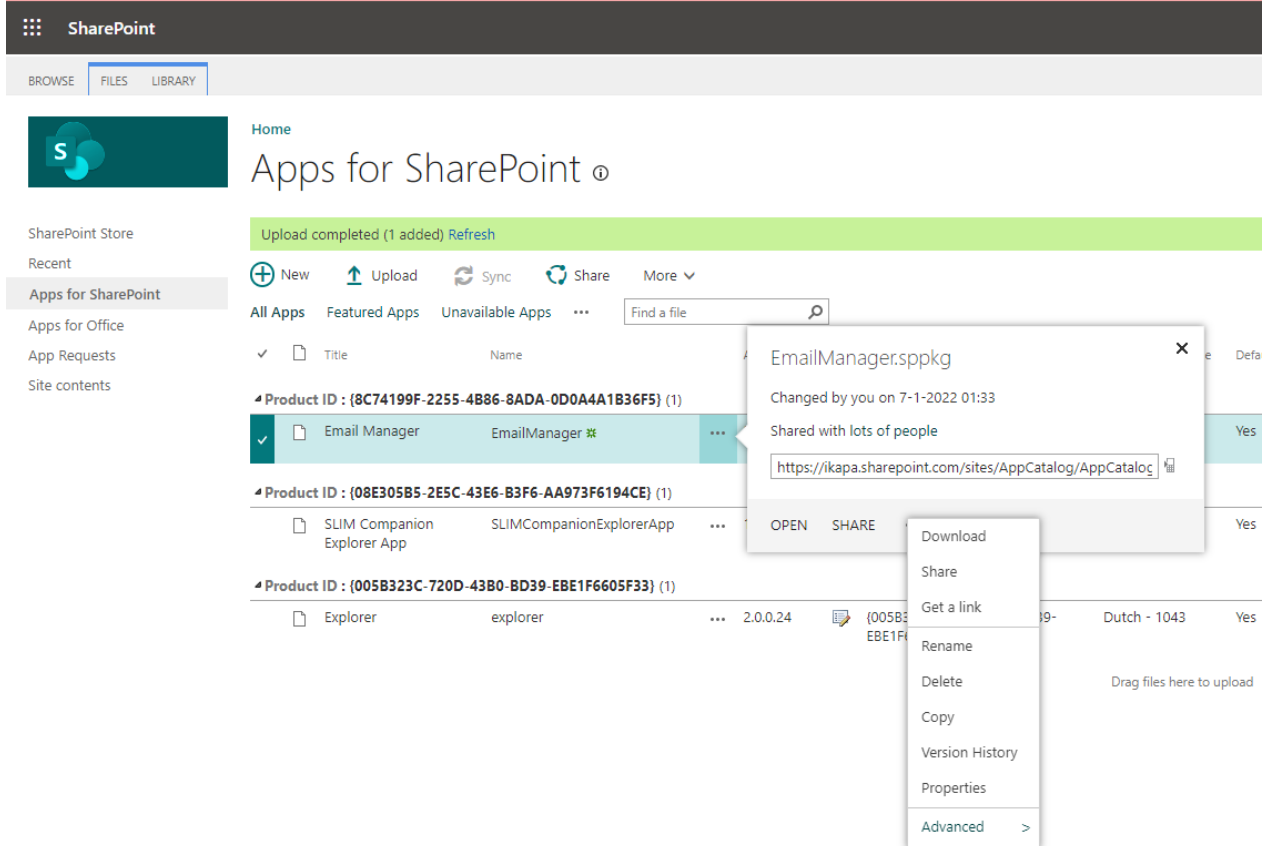 SharePoint
BROWSE FILES LIBRARY
S
Home
Apps for SharePoint
SharePoint Store
Recent
Apps for SharePoint
Apps for Office
App Requests
Site contents
Upload completed (1 added) Refresh
New Upload Sync Share More
All Apps Featured Apps Unavailable Apps ... Find a file
Title Name
Product ID : {8C74199F-2255-4B86-8ADA-0D0A4A1B36F5} (1)
Email Manager EmailManager ... Yes
Product ID : {08E305B5-2E5C-43E6-B3F6-AA973F6194CE} (1)
SLIM Companion SLIMCompanionExplorerApp ... Yes
Explorer App
Product ID : {005B323C-720D-43B0-BD39-EBE1F6605F33} (1)
Explorer explorer ... 2.0.0.24 {005B3 39- Dutch - 1043 Yes
EBE1F6
Drag files here to upload
EmailManager.sppkg
Changed by you on 7-1-2022 01:33
Shared with lots of people
https://ikapa.sharepoint.com/sites/AppCatalog/AppCatalog
OPEN SHARE
Download
Share
Get a link
Rename
Delete
Copy
Version History
Properties
Advanced >